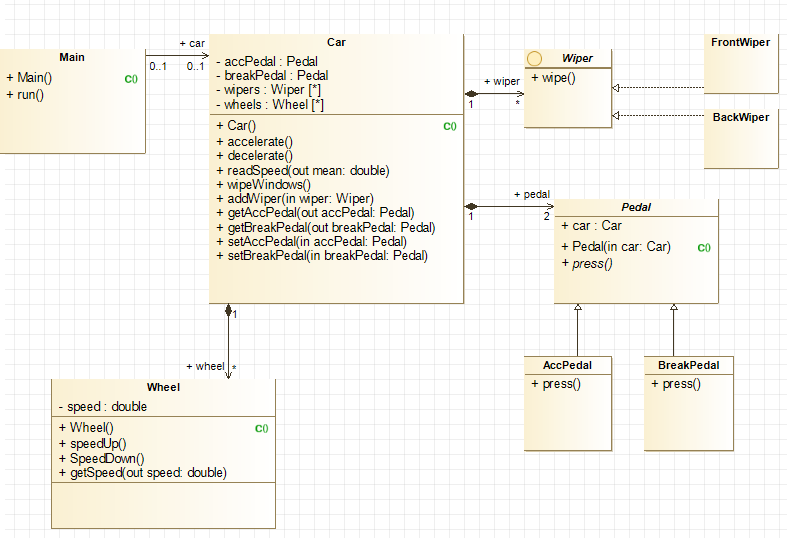 Main
+ Main()
C()
+ run()
+ car
0..1
0..1
Car
- accPedal : Pedal
- breakPedal : Pedal
- wipers : Wiper [*]
- wheels : Wheel [*]
+ Car()
C()
+ accelerate()
+ decelerate()
+ readSpeed(out mean: double)
+ wipeWindows()
+ addWiper(in wiper: Wiper)
+ getAccPedal(out accPedal: Pedal)
+ getBreakPedal(out breakPedal: Pedal)
+ setAccPedal(in accPedal: Pedal)
+ setBreakPedal(in breakPedal: Pedal)
+ wiper
1
*
Wiper
+ wipe()
FrontWiper
BackWiper
+ pedal
1
2
Pedal
+ car : Car
+ Pedal(in car: Car)
C()
+ press()
AccPedal
+ press()
BreakPedal
+ press()
1
+ wheel
*
Wheel
- speed : double
+ Wheel()
C()
+ speedUp()
+ SpeedDown()
+ getSpeed(out speed: double)